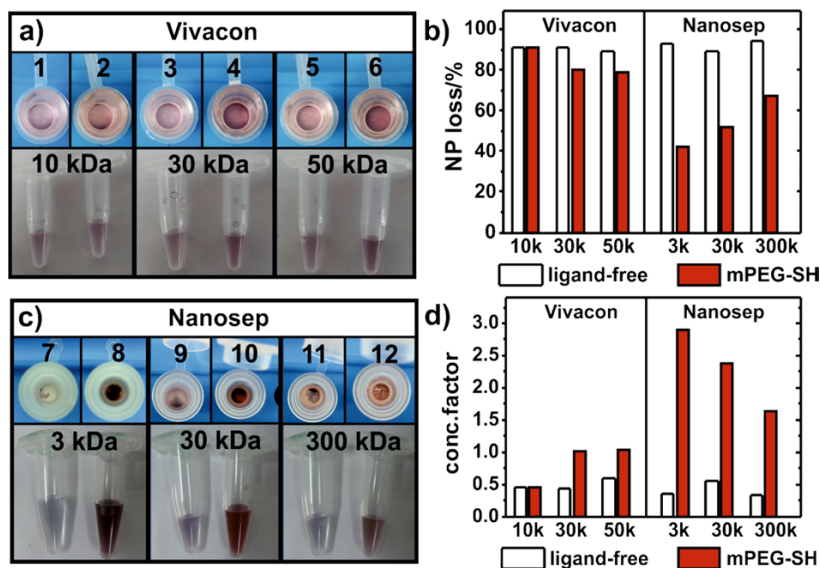 a)
Vivacon
1 2 3 4 5 6
10 kDa 30 kDa 50 kDa
b)
Vivacon Nanosep
NP loss/%
100
80
60
40
20
0
10k 30k 50k 3k 30k 300k
ligand-free mPEG-SH
c)
Nanosep
7 8 9 10 11 12
3 kDa 30 kDa 300 kDa
d)
Vivacon Nanosep
conc.factor
3.0
2.5
2.0
1.5
1.0
0.5
0.0
10k 30k 50k 3k 30k 300k
ligand-free mPEG-SH